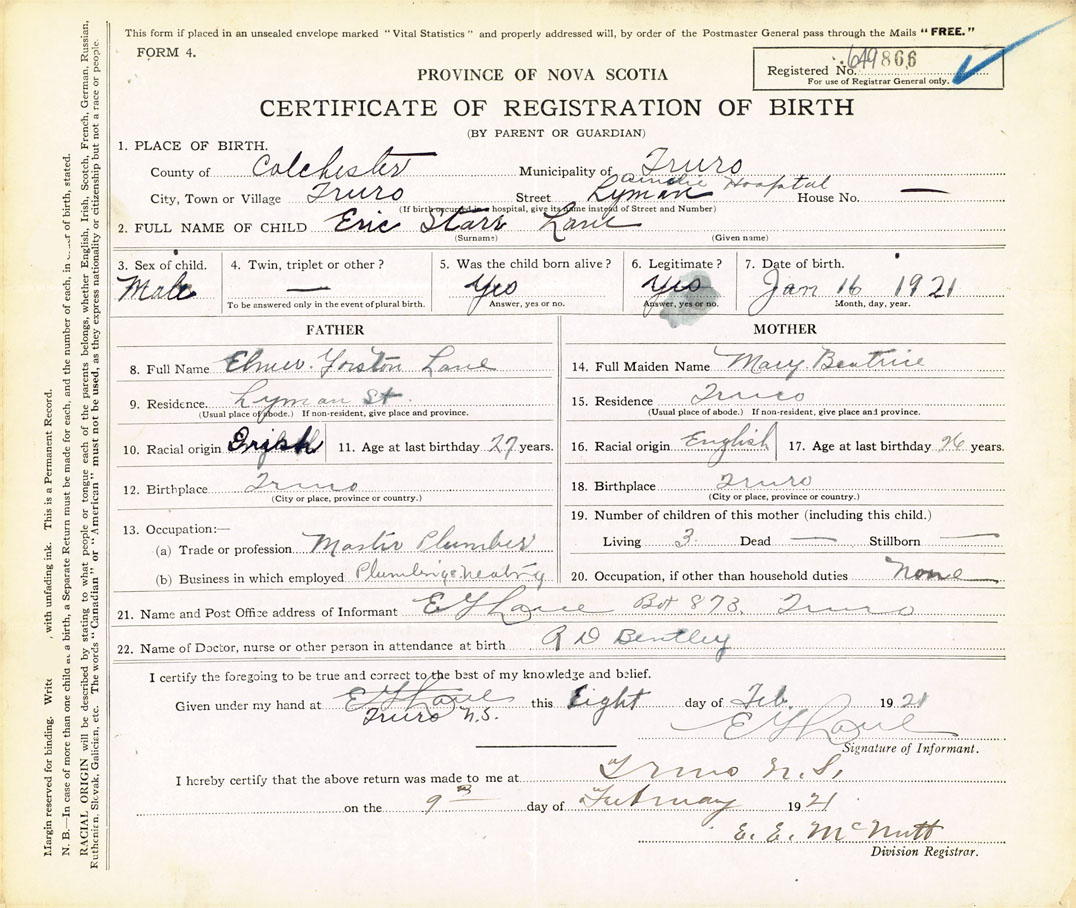 This form if placed in an unsealed envelope marked "Vital Statistics" and properly addressed will, by order of the Postmaster General pass through the Mails "FREE."
FORM 4.
Registered No. 649866
For use of Registrar General only.
PROVINCE OF NOVA SCOTIA
CERTIFICATE OF REGISTRATION OF BIRTH
(BY PARENT OR GUARDIAN)
1. PLACE OF BIRTH.
County of Colchester Municipality of Truro
City, Town or Village Truro Street Lyman Hospital House No. —
(If birth occurred in hospital, give its name instead of Street and Number)
2. FULL NAME OF CHILD Eric Starr Lane
(Surname) (Given name)
3. Sex of child. 4. Twin, triplet or other? 5. Was the child born alive? 6. Legitimate? 7. Date of birth.
Male — Yes Yes Jan 16 1921
To be answered only in the event of plural birth. Answer, yes or no. Answer, yes or no. Month, day, year.
FATHER
8. Full Name Elmer Yorston Lane
9. Residence. Lyman St.
(Usual place of abode.) If non-resident, give place and province.
10. Racial origin Irish 11. Age at last birthday 27 years.
12. Birthplace Truro
(City or place, province or country.)
13. Occupation:—
(a) Trade or profession Master Plumber
(b) Business in which employed Plumbing & heating
MOTHER
14. Full Maiden Name Mary Beatrice
15. Residence Truro
(Usual place of abode.) If non-resident, give place and province.
16. Racial origin English 17. Age at last birthday 26 years.
18. Birthplace Truro
(City or place, province or country.)
19. Number of children of this mother (including this child.)
Living 3 Dead — Stillborn —
20. Occupation, if other than household duties None
21. Name and Post Office address of Informant E Y Lane Box 873 Truro
22. Name of Doctor, nurse or other person in attendance at birth R D Bentley
I certify the foregoing to be true and correct to the best of my knowledge and belief.
Given under my hand at E Y Lane this Eight day of Feb. 1921
Truro N.S.
E Y Lane
Signature of Informant.
I hereby certify that the above return was made to me at Truro N.S.
on the 9th day of February 1921
E. E. McNutt
Division Registrar.
Margin reserved for binding. Write with unfading ink. This is a Permanent Record.
N. B.—In case of more than one child at a birth, a Separate Return must be made for each, and the number of each, in of birth, stated.
RACIAL ORIGIN will be described by stating to what people or tongue each of the parents belongs, whether English, Irish, Scotch, French, German, Russian,
Ruthenian, Slovak, Galician, etc. The words "Canadian" or "American" must not be used, as they express nationality or citizenship but not a race or people.